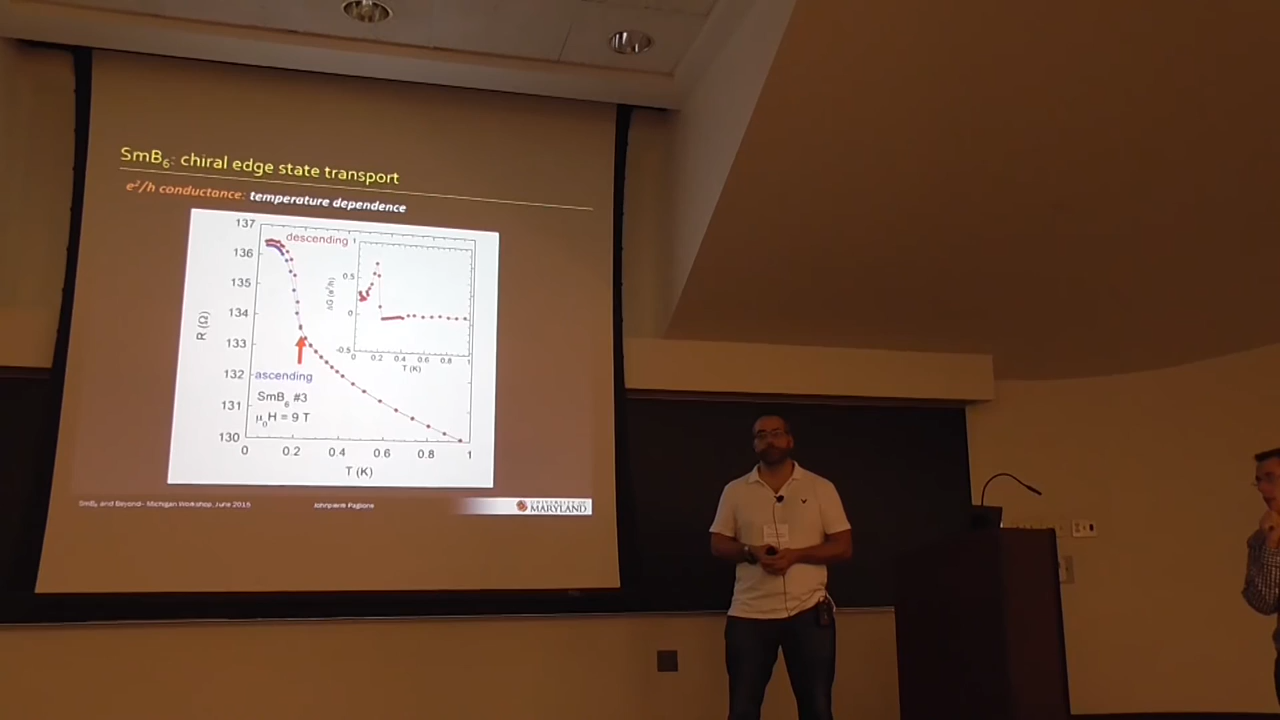 SmB₆: chiral edge state transport
e²/h conductance: temperature dependence
137
136
135
134
133
132
131
130
R (Ω)
descending
ascending
SmB₆ #3
μ₀H = 9 T
0 0.2 0.4 0.6 0.8 1
T (K)
1
0.5
0
-0.5
ΔG (e²/h)
0 0.2 0.4 0.6 0.8 1
T (K)
SmB₆ and Beyond- Michigan Workshop, June 2015
Johnpierre Paglione
UNIVERSITY OF
MARYLAND